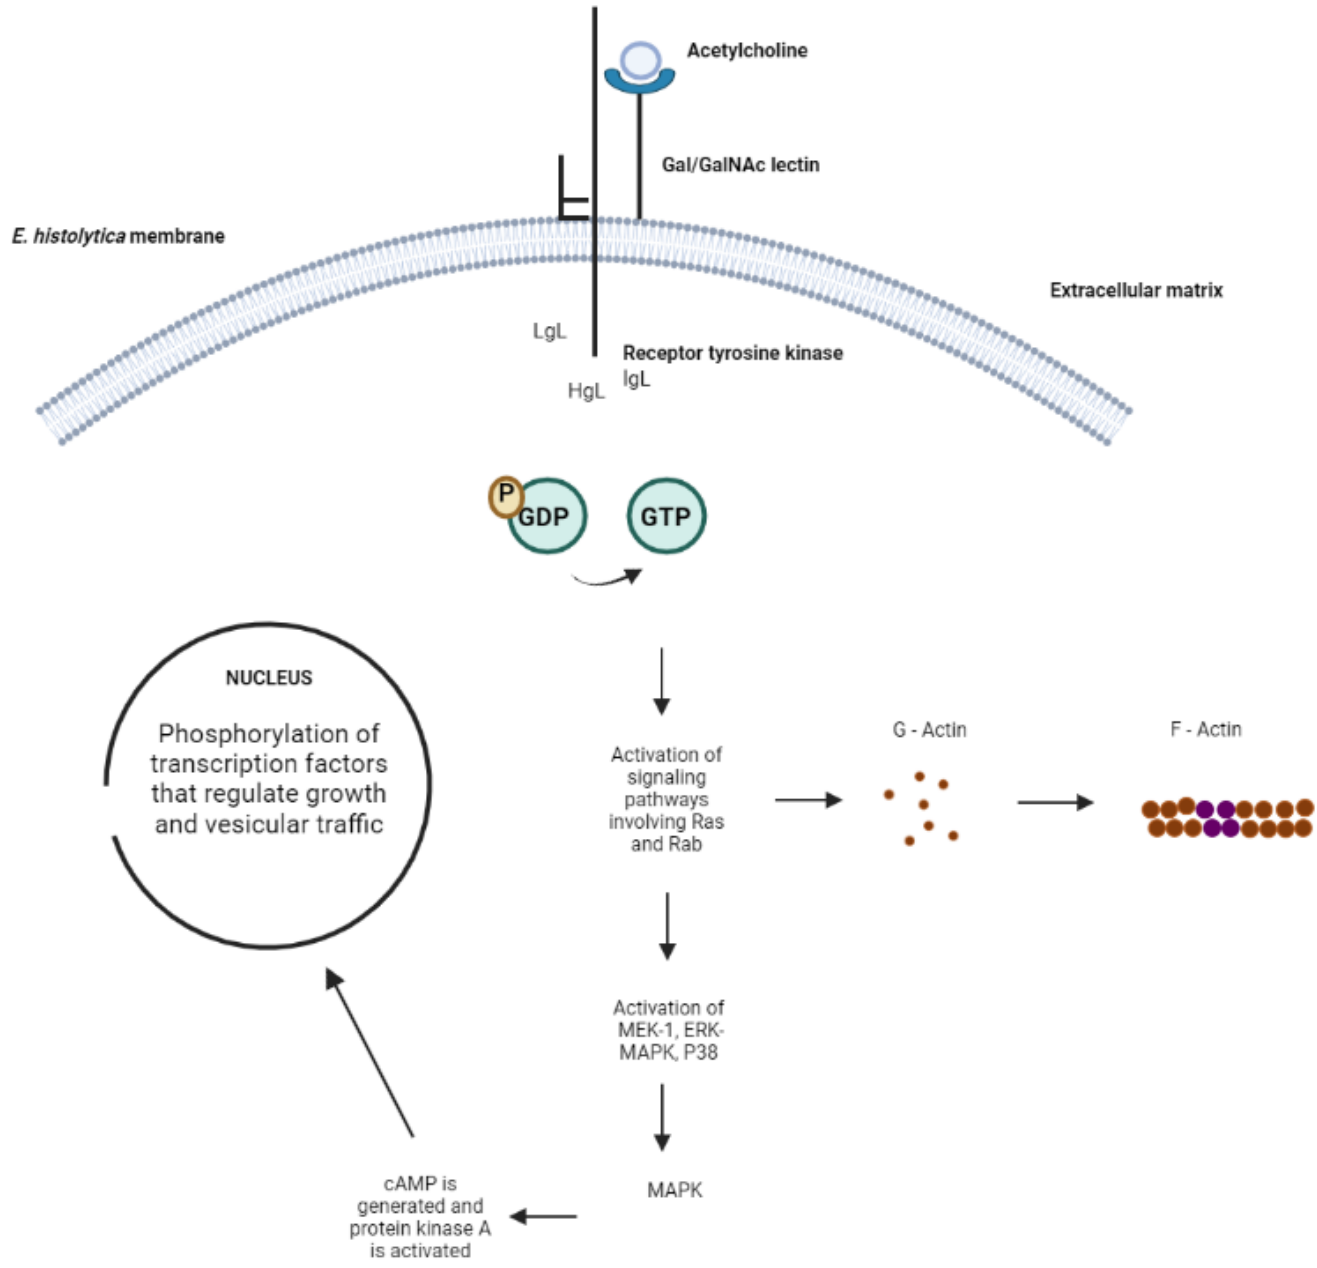 Acetylcholine
Gal/GalNAc lectin
E. histolytica membrane
Extracellular matrix
LgL
Receptor tyrosine kinase
IgL
HgL
P
GDP
GTP
NUCLEUS
Phosphorylation of
transcription factors
that regulate growth
and vesicular traffic
Activation of
signaling
pathways
involving Ras
and Rab
G - Actin
F - Actin
Activation of
MEK-1, ERK-
MAPK, P38
MAPK
cAMP is
generated and
protein kinase A
is activated